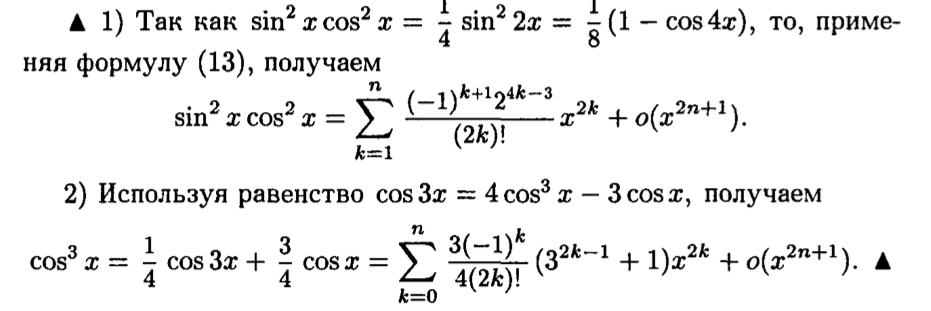 ▲ 1) Так как sin² x cos² x = 1/4 sin² 2x = 1/8 (1 − cos 4x), то, приме-
няя формулу (13), получаем
sin² x cos² x = ∑_{k=1}^{n} ((−1)^{k+1} 2^{4k−3})/((2k)!) x^{2k} + o(x^{2n+1}).
2) Используя равенство cos 3x = 4 cos³ x − 3 cos x, получаем
cos³ x = 1/4 cos 3x + 3/4 cos x = ∑_{k=0}^{n} (3(−1)^k)/(4(2k)!) (3^{2k−1} + 1)x^{2k} + o(x^{2n+1}). ▲